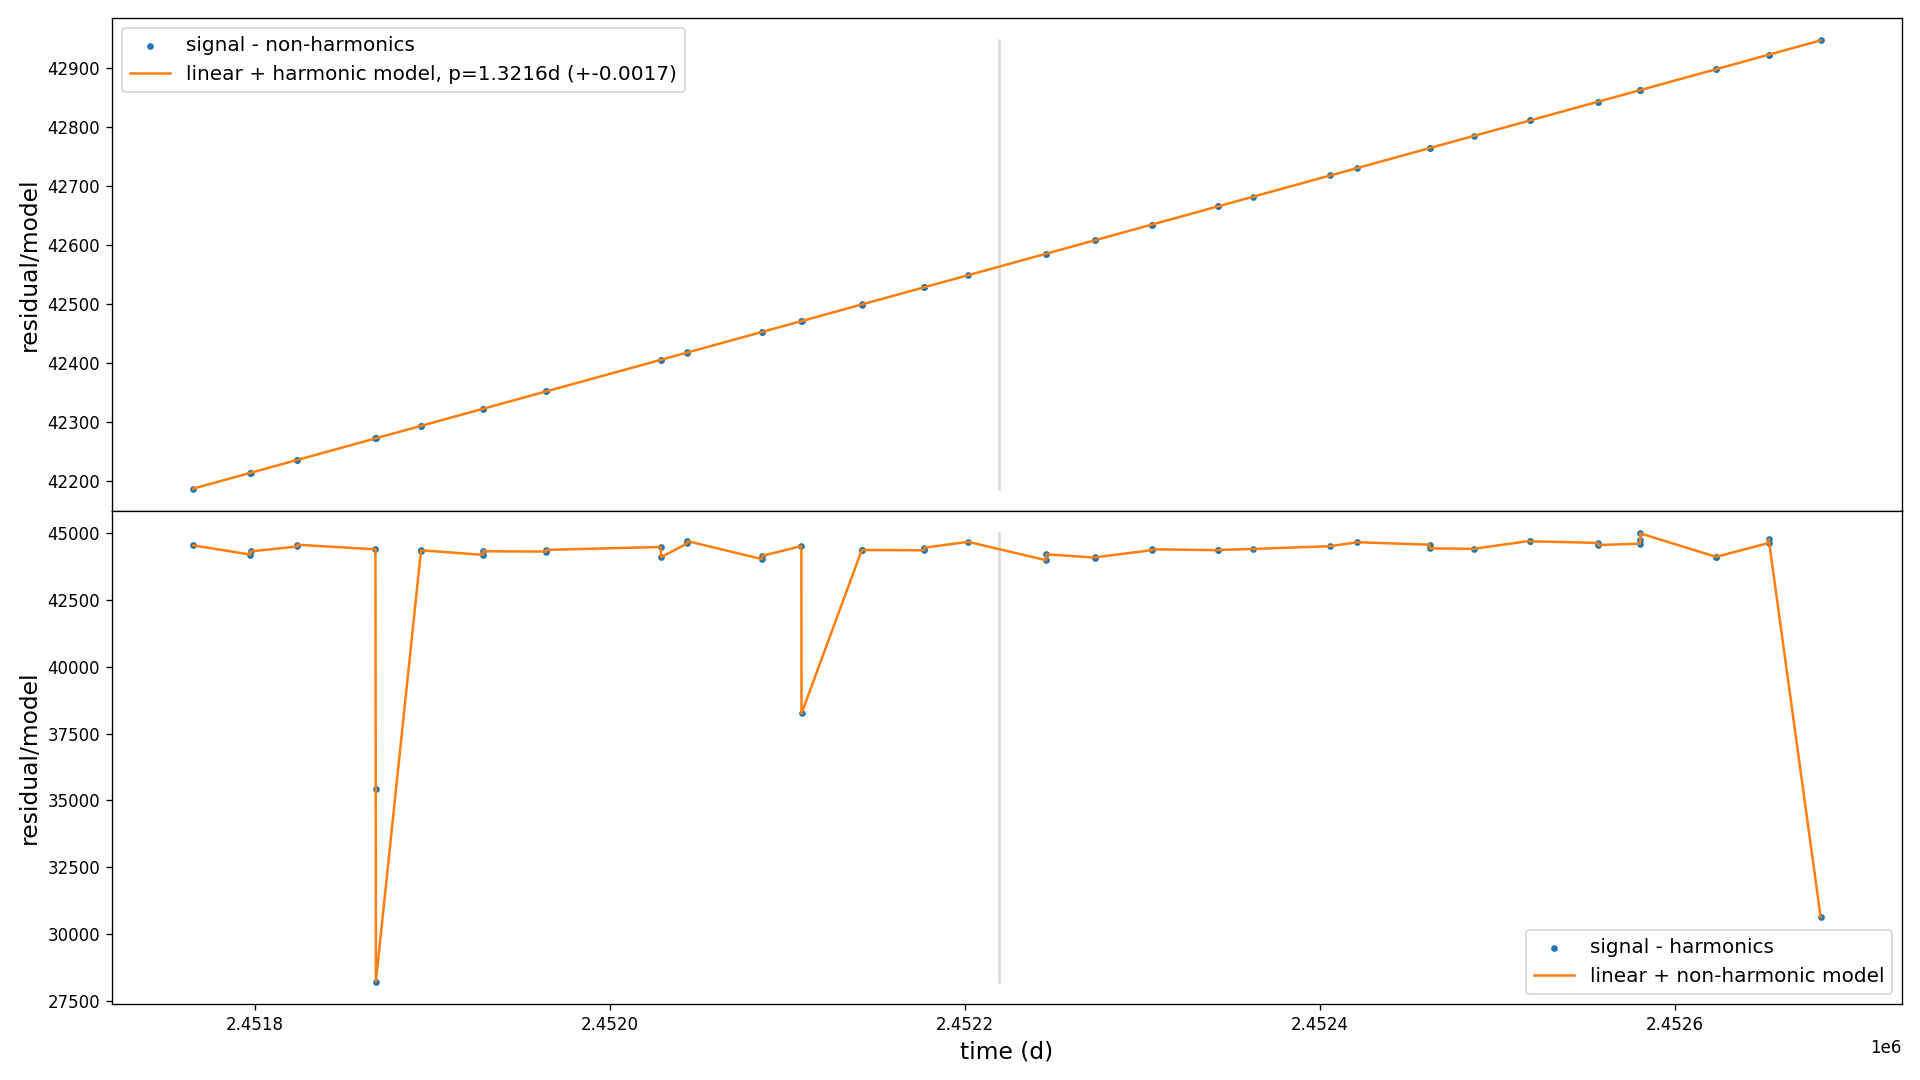 signal - non-harmonics
linear + harmonic model, p=1.3216d (+-0.0017)
42900
42800
42700
42600
42500
42400
42300
42200
residual/model
45000
42500
40000
37500
35000
32500
30000
27500
residual/model
signal - harmonics
linear + non-harmonic model
2.4518
2.4520
2.4522
2.4524
2.4526
time (d)
1e6